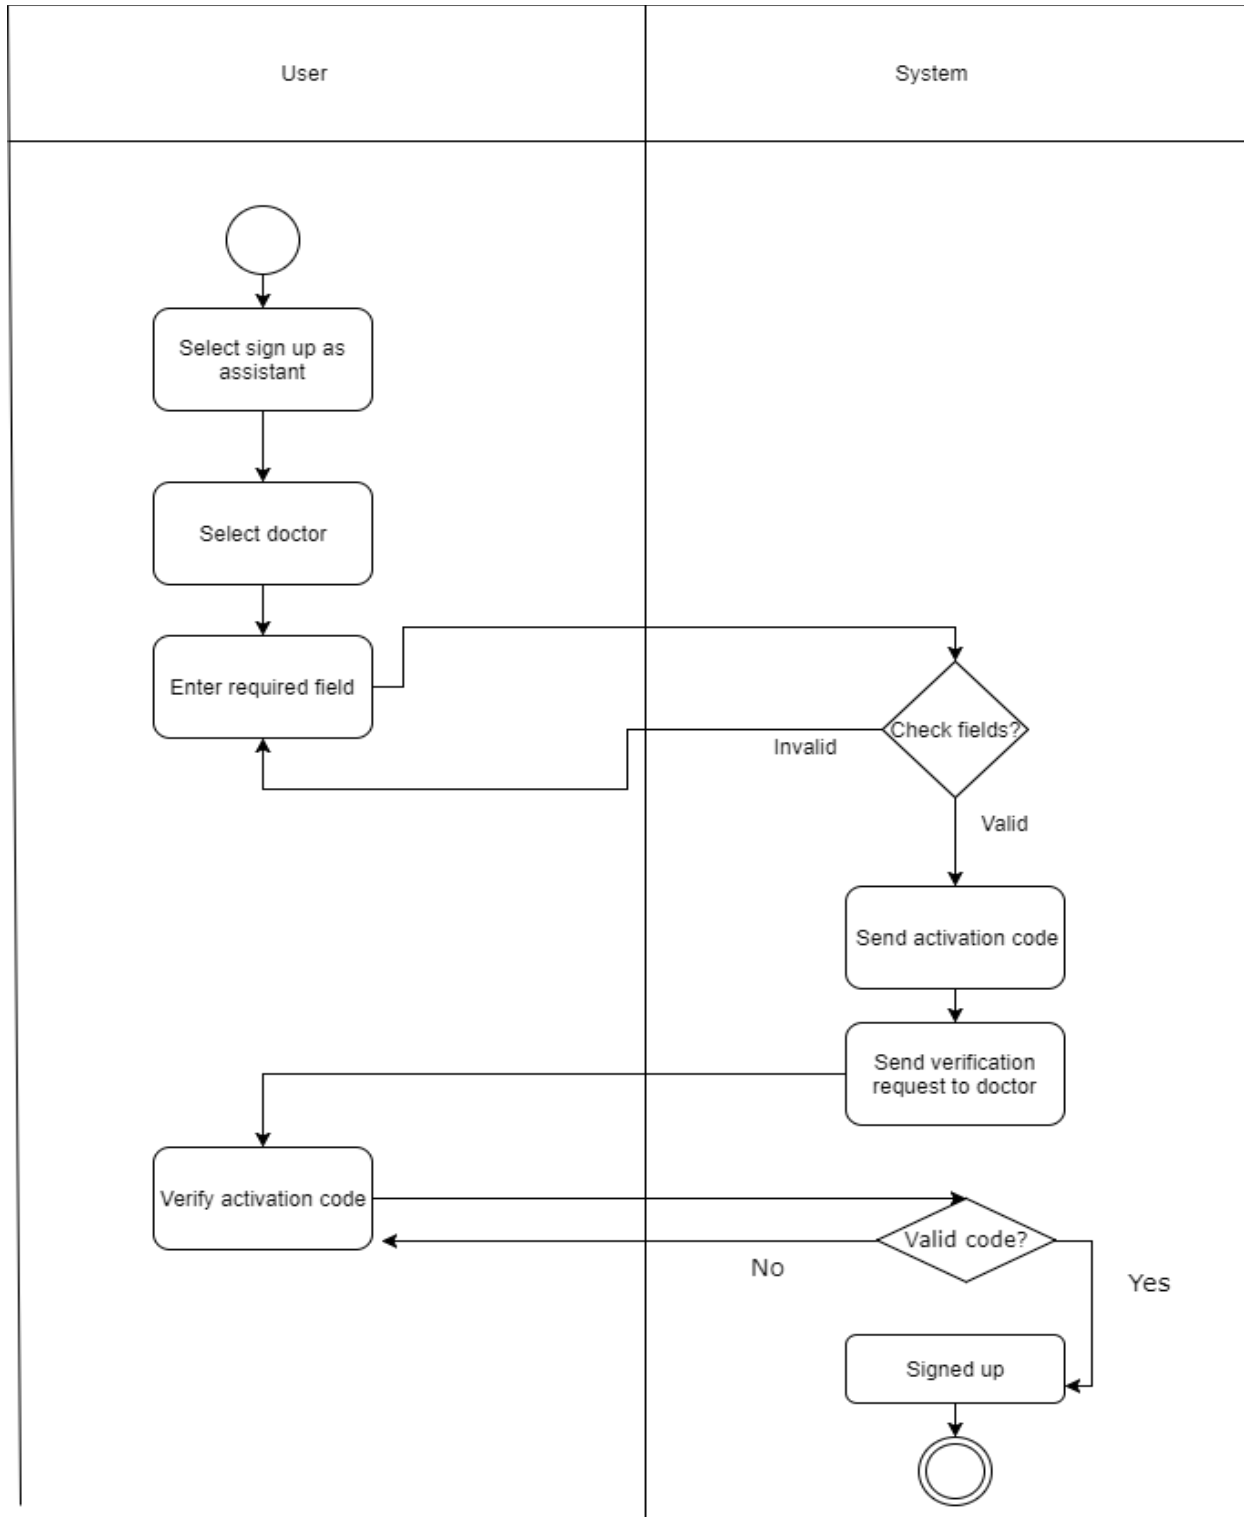 User
System
Select sign up as
assistant
Select doctor
Enter required field
Check fields?
Invalid
Valid
Send activation code
Send verification
request to doctor
Verify activation code
Valid code?
No
Yes
Signed up